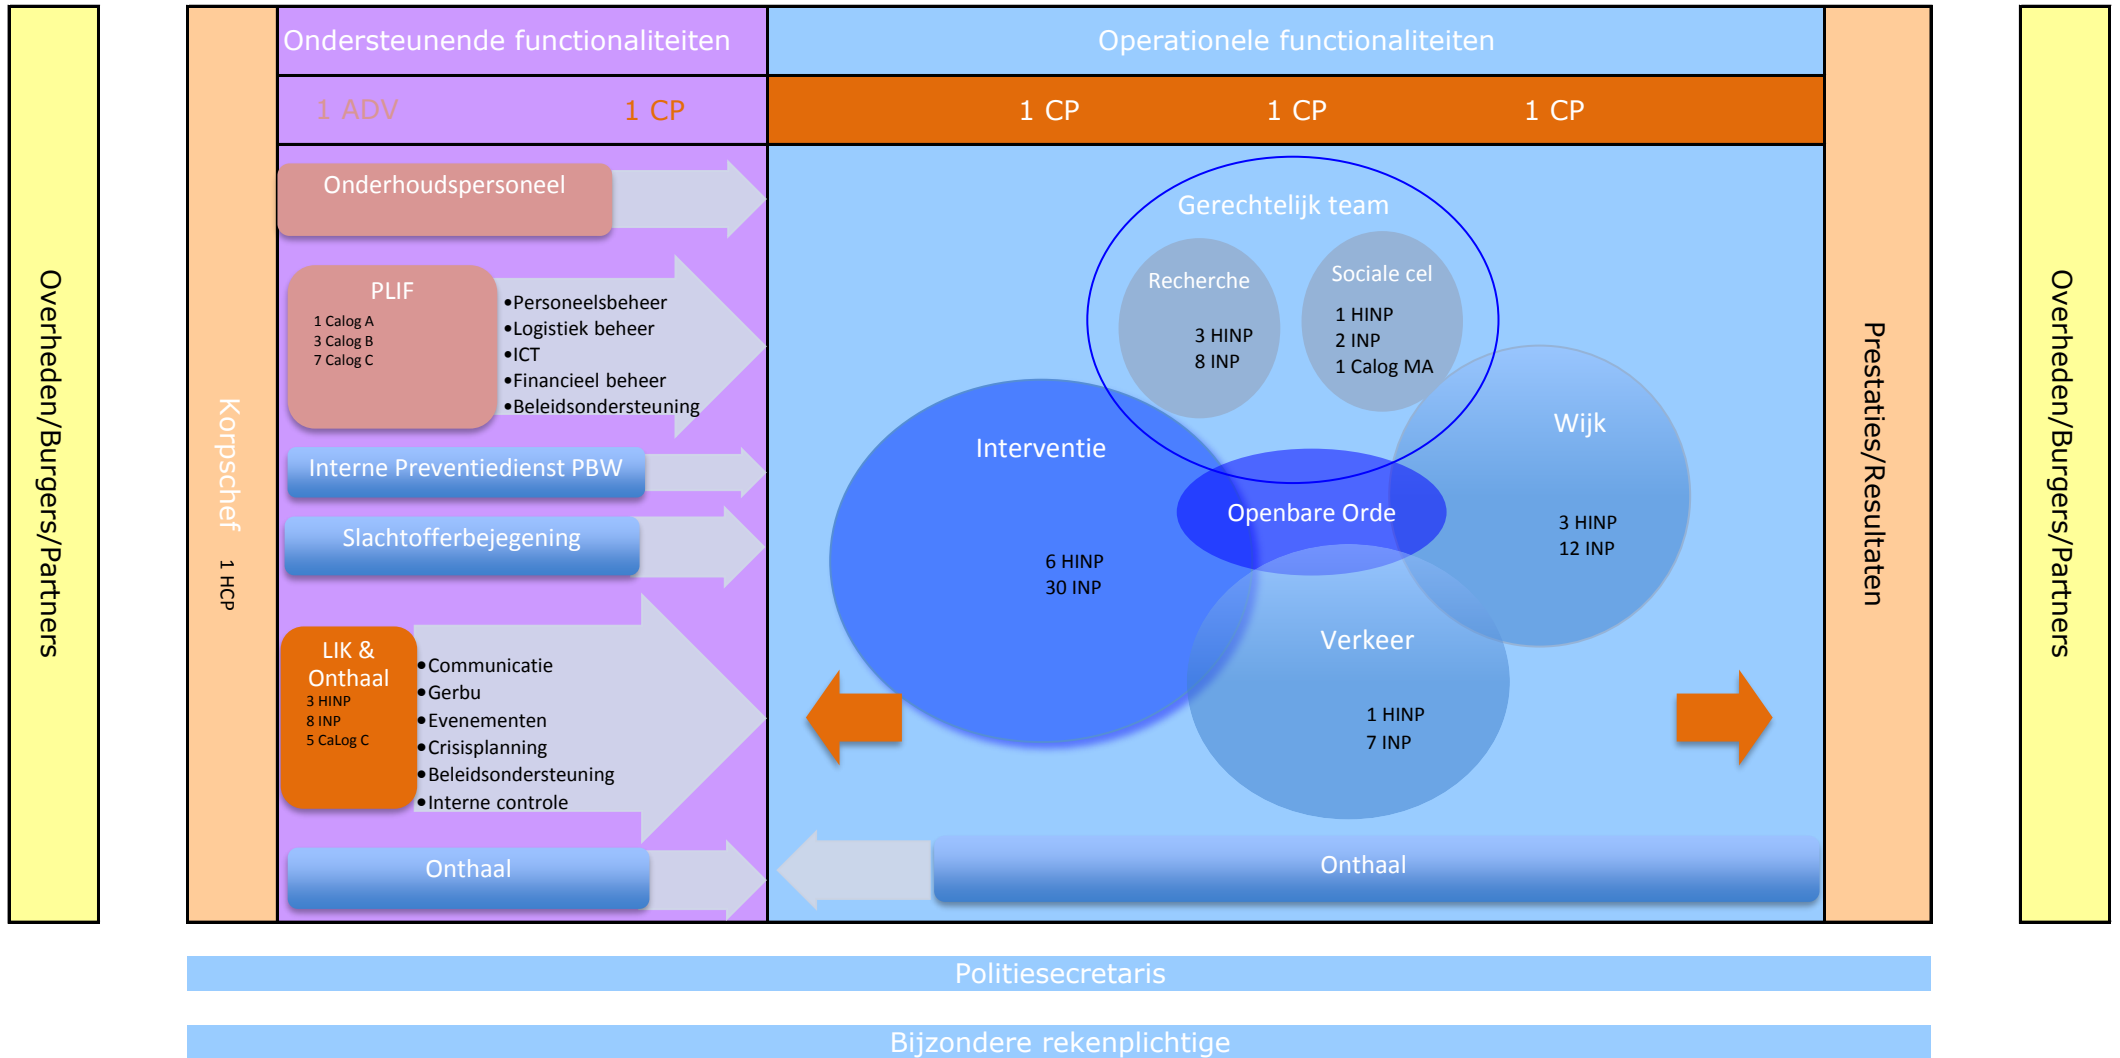 Overheden/Burgers/Partners
Korpschef 1 HCP
Ondersteunende functionaliteiten
1 ADV 1 CP
Onderhoudspersoneel
PLIF
1 Calog A
3 Calog B
7 Calog C
•Personeelsbeheer
•Logistiek beheer
•ICT
•Financieel beheer
•Beleidsondersteuning
Interne Preventiedienst PBW
Slachtofferbejegening
LIK &
Onthaal
3 HINP
8 INP
5 CaLog C
•Communicatie
•Gerbu
•Evenementen
•Crisisplanning
•Beleidsondersteuning
•Interne controle
Onthaal
Operationele functionaliteiten
1 CP 1 CP 1 CP
Gerechtelijk team
Recherche
3 HINP
8 INP
Sociale cel
1 HINP
2 INP
1 Calog MA
Interventie
6 HINP
30 INP
Openbare Orde
Wijk
3 HINP
12 INP
Verkeer
1 HINP
7 INP
Onthaal
Prestaties/Resultaten
Overheden/Burgers/Partners
Politiesecretaris
Bijzondere rekenplichtige